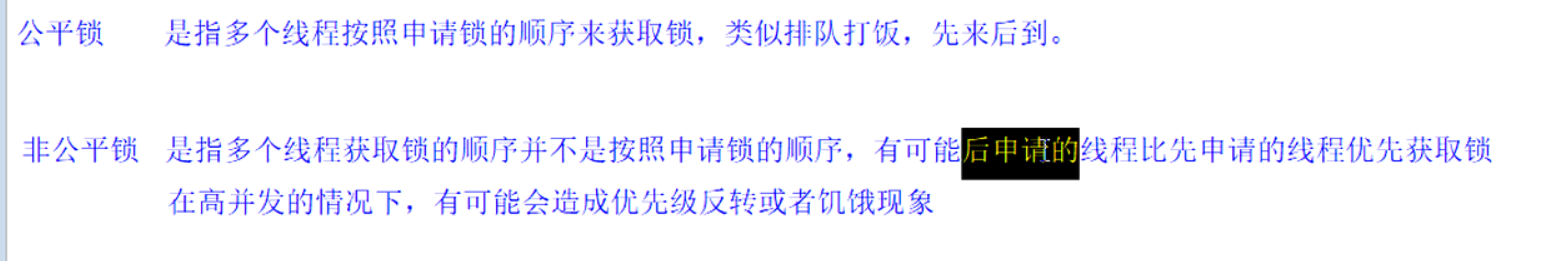 公平锁 是指多个线程按照申请锁的顺序来获取锁，类似排队打饭，先来后到。
非公平锁 是指多个线程获取锁的顺序并不是按照申请锁的顺序，有可能后申请的线程比先申请的线程优先获取锁
在高并发的情况下，有可能会造成优先级反转或者饥饿现象